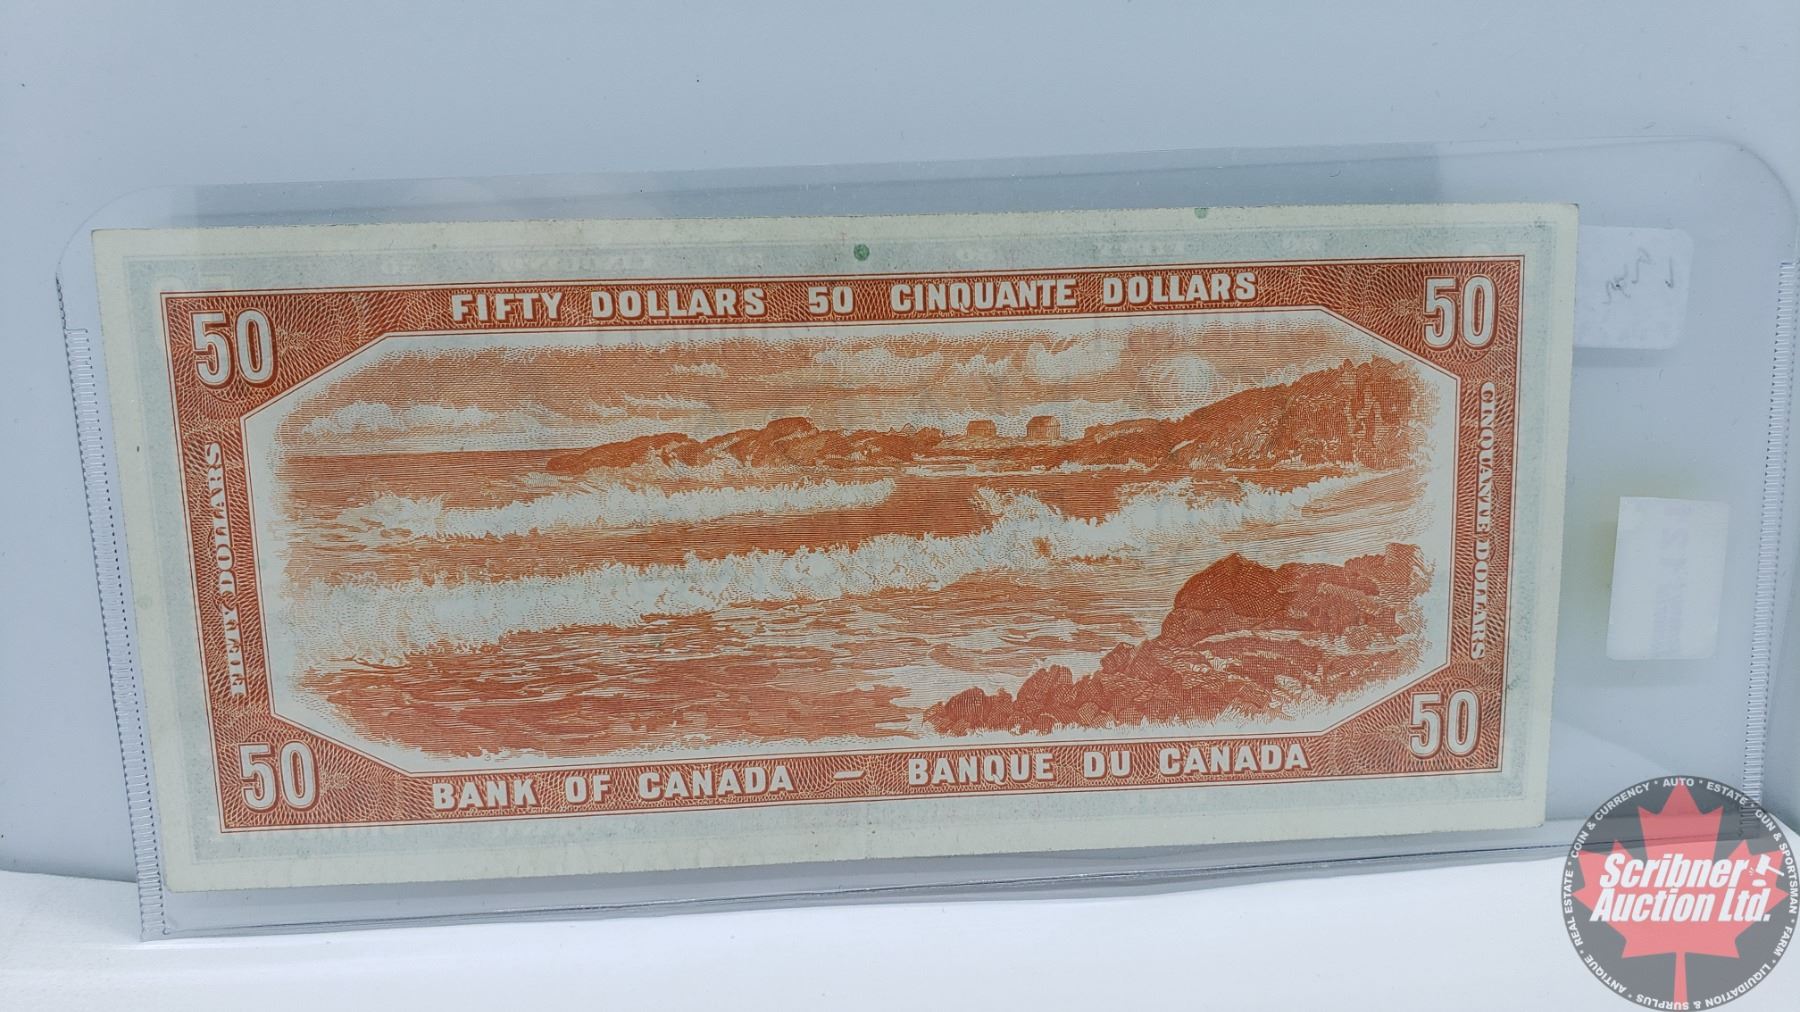 FIFTY DOLLARS 50 CINQUANTE DOLLARS
50
50
FIFTY DOLLARS
CINQUANTE DOLLARS
50
50
BANK OF CANADA — BANQUE DU CANADA
COIN & CURRENCY * AUTO * ESTATE * GUN & SPORTSMAN * FARM * LIQUIDATION & SURPLUS * ANTIQUE * REAL ESTATE *
Scribner
Auction Ltd.